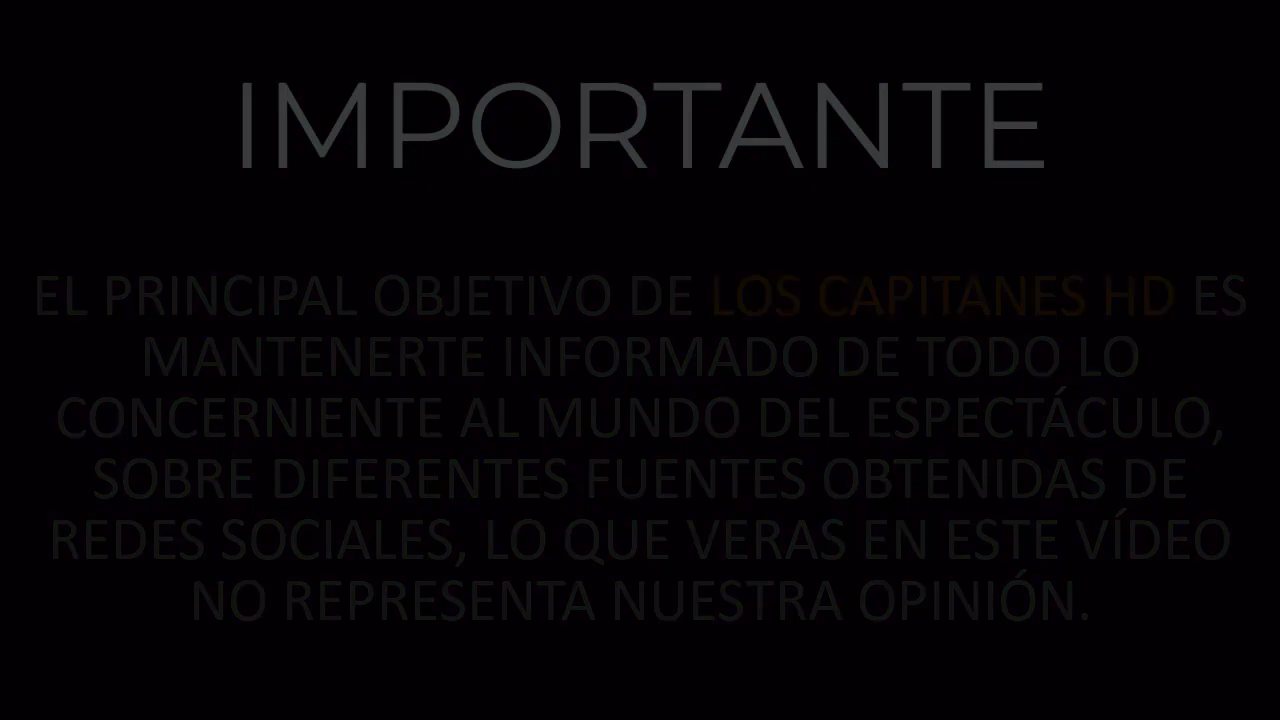 IMPORTANTE
EL PRINCIPAL OBJETIVO DE LOS CAPITANES HD ES
MANTENERTE INFORMADO DE TODO LO
CONCERNIENTE AL MUNDO DEL ESPECTÁCULO,
SOBRE DIFERENTES FUENTES OBTENIDAS DE
REDES SOCIALES, LO QUE VERAS EN ESTE VÍDEO
NO REPRESENTA NUESTRA OPINIÓN.